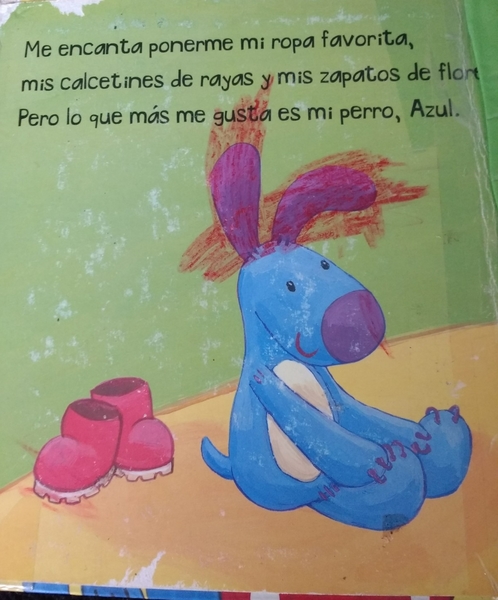 Me encanta ponerme mi ropa favorita,
mis calcetines de rayas y mis zapatos de flor
Pero lo que más me gusta es mi perro, Azul.